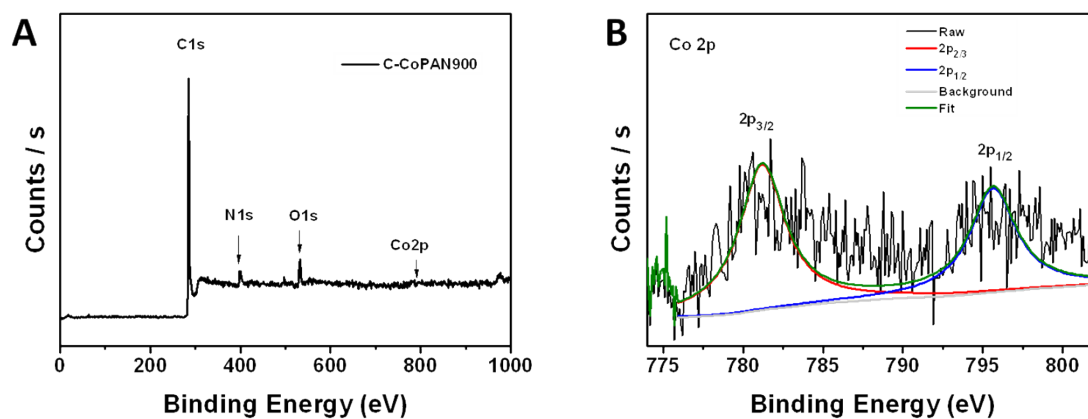 A
C1s
C-CoPAN900
N1s
O1s
Co2p
Counts / s
0 200 400 600 800 1000
Binding Energy (eV)
B
Co 2p
Raw
2p2/3
2p1/2
Background
Fit
2p3/2
2p1/2
Counts / s
775 780 785 790 795 800
Binding Energy (eV)